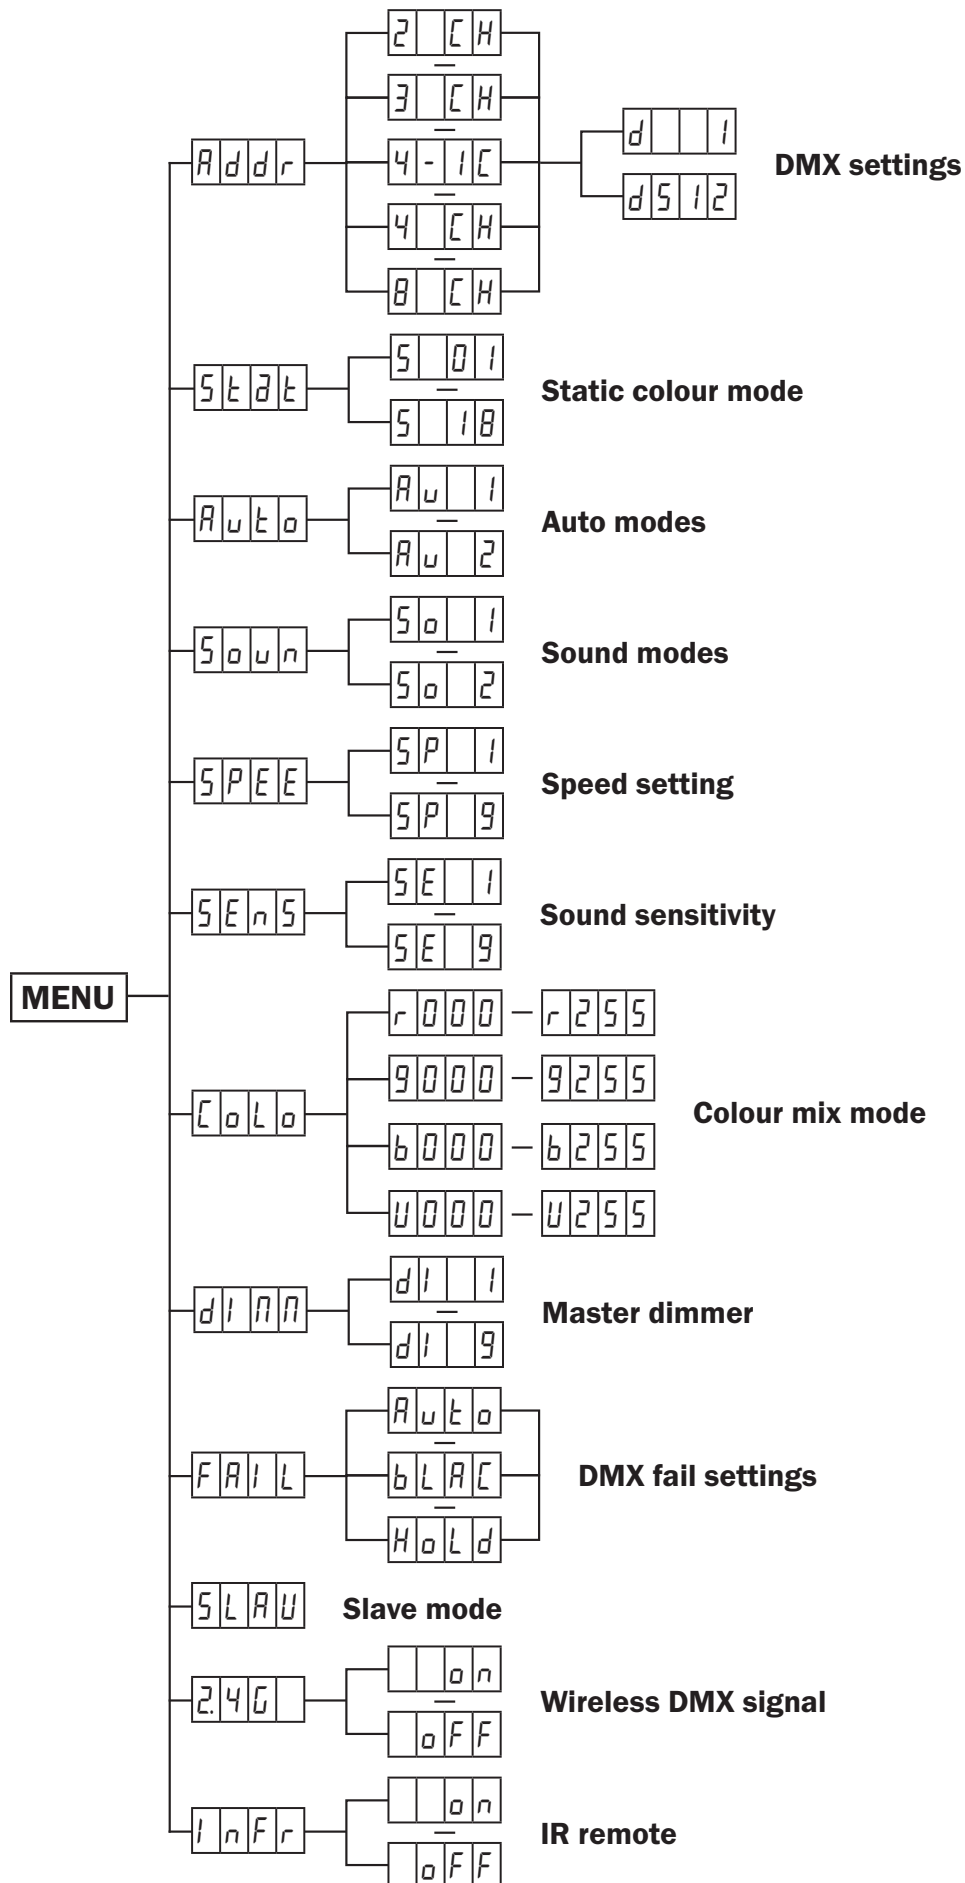 2 CH
3 CH
4-1C
4 CH
8 CH
Addr
d 1
d512
DMX settings
Stat
S 01
S 18
Static colour mode
Auto
Au 1
Au 2
Auto modes
Soun
So 1
So 2
Sound modes
SPEE
SP 1
SP 9
Speed setting
SEnS
SE 1
SE 9
Sound sensitivity
MENU
CoLo
r000 — r255
g000 — g255
b000 — b255
U000 — U255
Colour mix mode
dIMM
dI 1
dI 9
Master dimmer
FAIL
Auto
bLAC
HoLd
DMX fail settings
SLAU
Slave mode
2.4G
on
oFF
Wireless DMX signal
InFr
on
oFF
IR remote